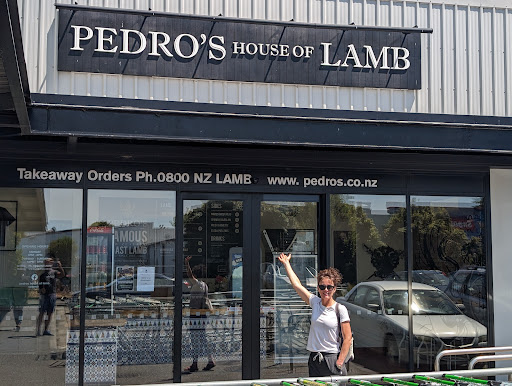 PEDRO'S HOUSE OF LAMB
Takeaway Orders Ph.0800 NZ LAMB www. pedros.co.nz